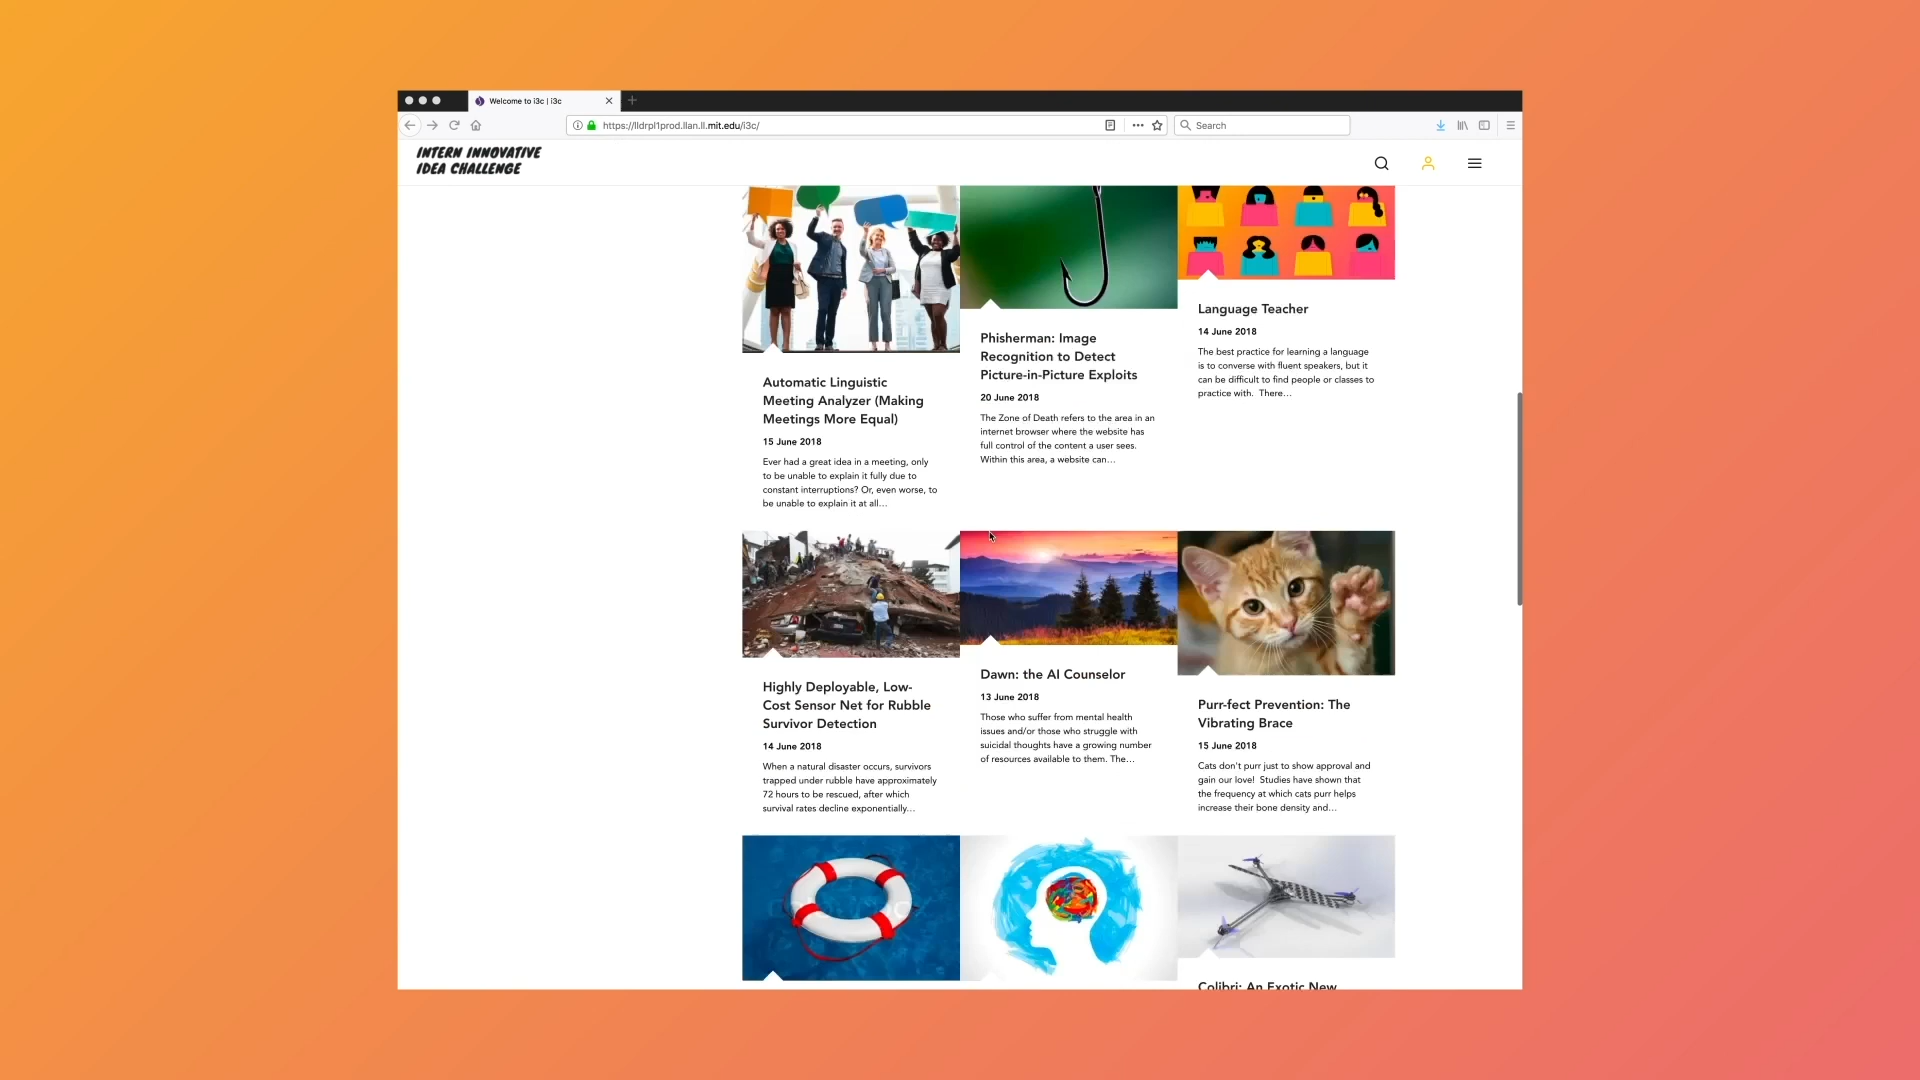 Welcome to i3c | i3c
https://lldrpl1prod.llan.ll.mit.edu/i3c/
Search
INTERN INNOVATIVE
IDEA CHALLENGE
Automatic Linguistic
Meeting Analyzer (Making
Meetings More Equal)
15 June 2018
Ever had a great idea in a meeting, only
to be unable to explain it fully due to
constant interruptions? Or, even worse, to
be unable to explain it at all...
Phisherman: Image
Recognition to Detect
Picture-in-Picture Exploits
20 June 2018
The Zone of Death refers to the area in an
internet browser where the website has
full control of the content a user sees.
Within this area, a website can...
Language Teacher
14 June 2018
The best practice for learning a language
is to converse with fluent speakers, but it
can be difficult to find people or classes to
practice with.  There...
Highly Deployable, Low-
Cost Sensor Net for Rubble
Survivor Detection
14 June 2018
When a natural disaster occurs, survivors
trapped under rubble have approximately
72 hours to be rescued, after which
survival rates decline exponentially...
Dawn: the AI Counselor
13 June 2018
Those who suffer from mental health
issues and/or those who struggle with
suicidal thoughts have a growing number
of resources available to them. The...
Purr-fect Prevention: The
Vibrating Brace
15 June 2018
Cats don't purr just to show approval and
gain our love!  Studies have shown that
the frequency at which cats purr helps
increase their bone density and...
Colibri: An Exotic New